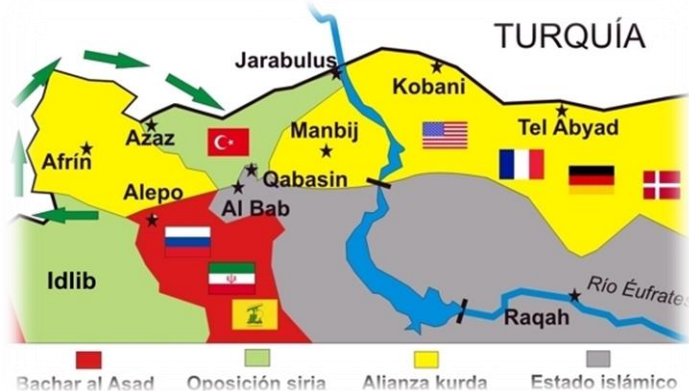 TURQUÍA
Jarabulus
Kobani
Azaz
Manbij
Tel Abyad
Afrín
Qabasin
Alepo
Al Bab
Idlib
Río Éufrates
Raqah
Bachar al Asad
Oposición siria
Alianza kurda
Estado islámico